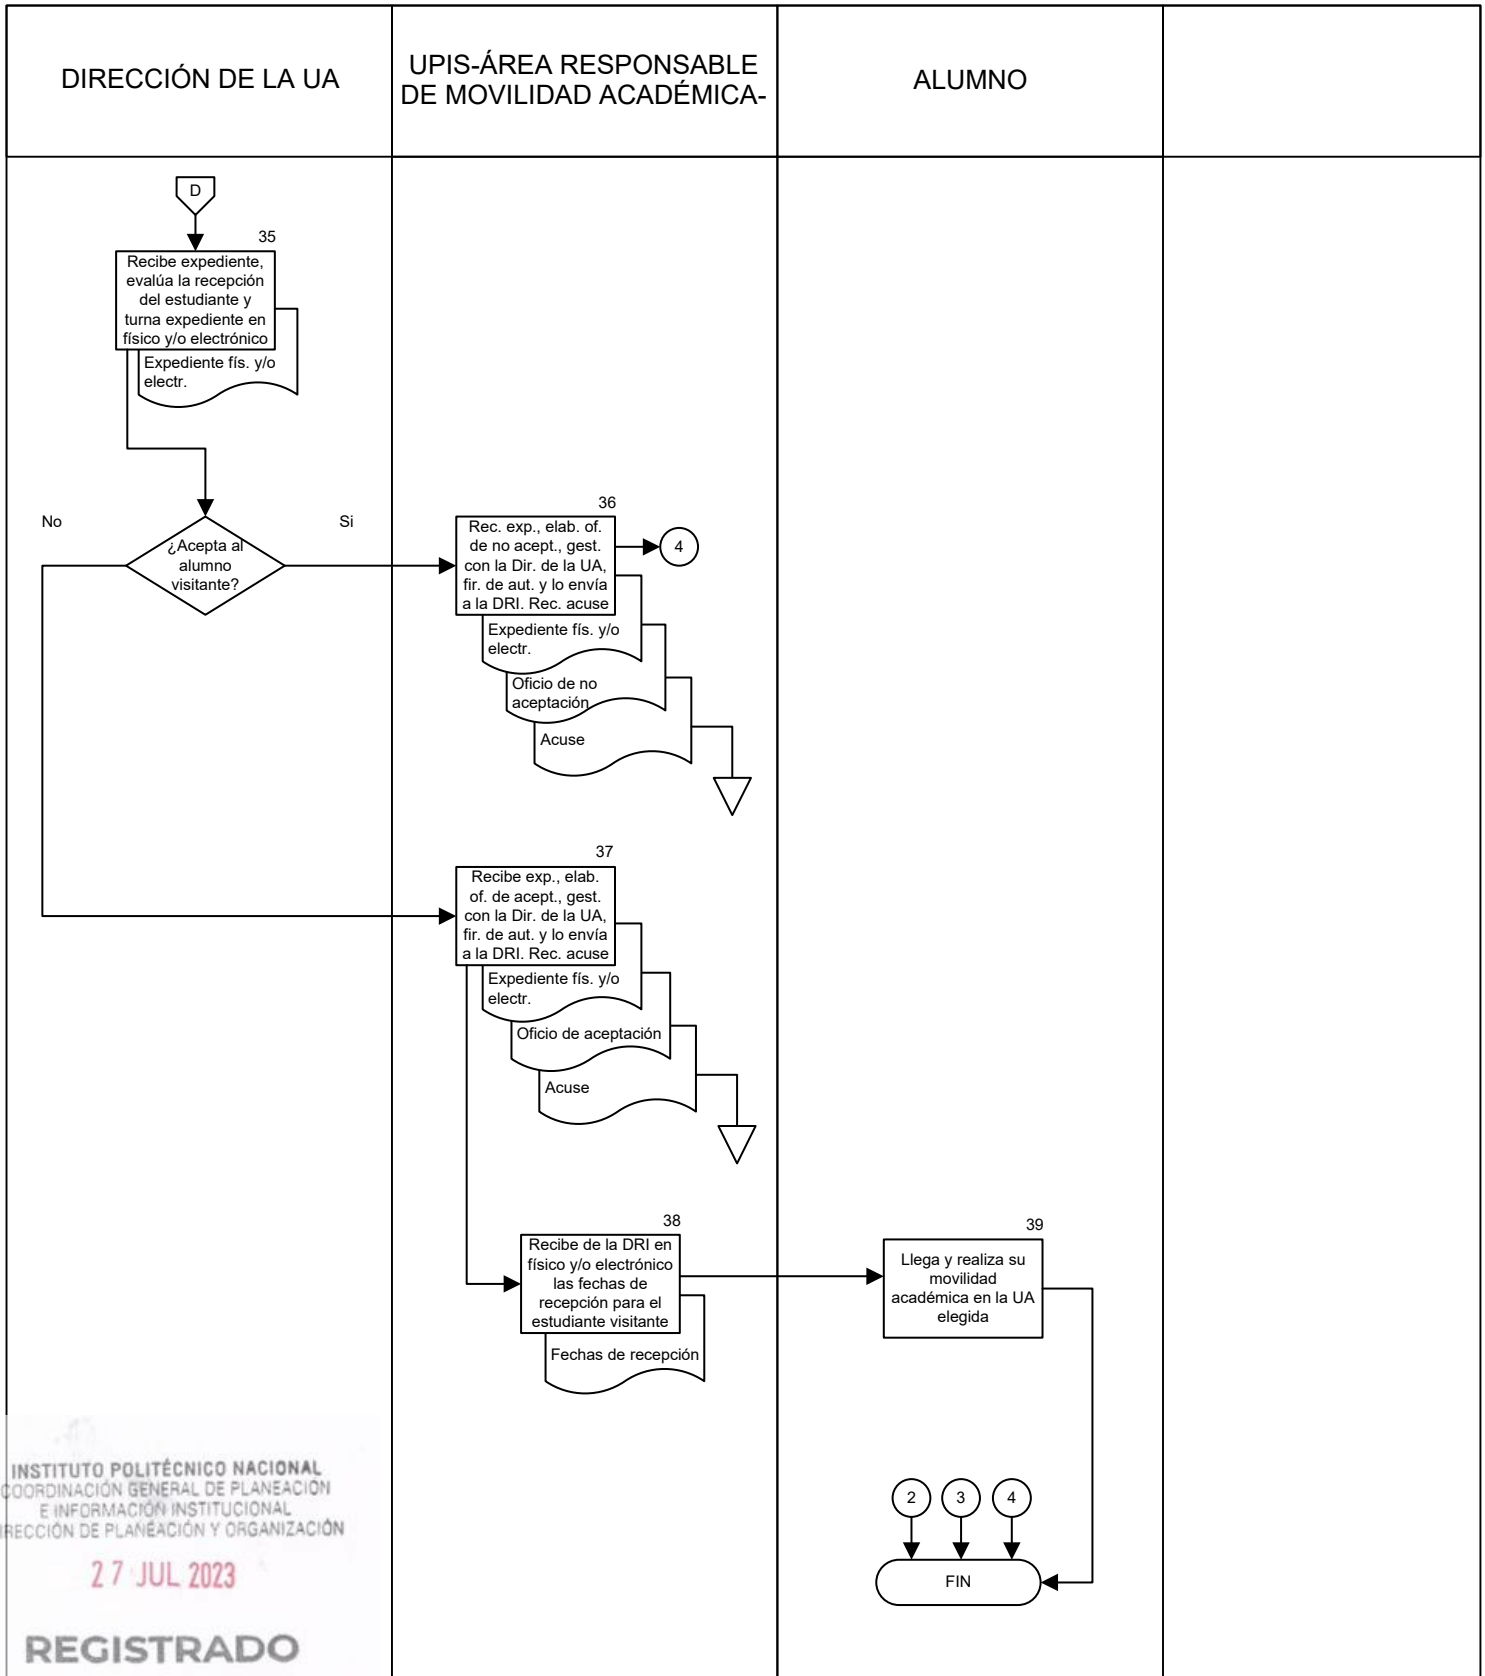 DIRECCIÓN DE LA UA
UPIS-ÁREA RESPONSABLE
DE MOVILIDAD ACADÉMICA-
ALUMNO
D
35
Recibe expediente,
evalúa la recepción
del estudiante y
turna expediente en
físico y/o electrónico
Expediente fís. y/o
electr.
No
Si
¿Acepta al
alumno
visitante?
36
Rec. exp., elab. of.
de no acept., gest.
con la Dir. de la UA,
fir. de aut. y lo envía
a la DRI. Rec. acuse
4
Expediente fís. y/o
electr.
Oficio de no
aceptación
Acuse
37
Recibe exp., elab.
of. de acept., gest.
con la Dir. de la UA,
fir. de aut. y lo envía
a la DRI. Rec. acuse
Expediente fís. y/o
electr.
Oficio de aceptación
Acuse
38
Recibe de la DRI en
físico y/o electrónico
las fechas de
recepción para el
estudiante visitante
Fechas de recepción
39
Llega y realiza su
movilidad
académica en la UA
elegida
2
3
4
FIN
INSTITUTO POLITÉCNICO NACIONAL
COORDINACIÓN GENERAL DE PLANEACIÓN
E INFORMACIÓN INSTITUCIONAL
IRECCIÓN DE PLANEACIÓN Y ORGANIZACIÓN
27 JUL 2023
REGISTRADO